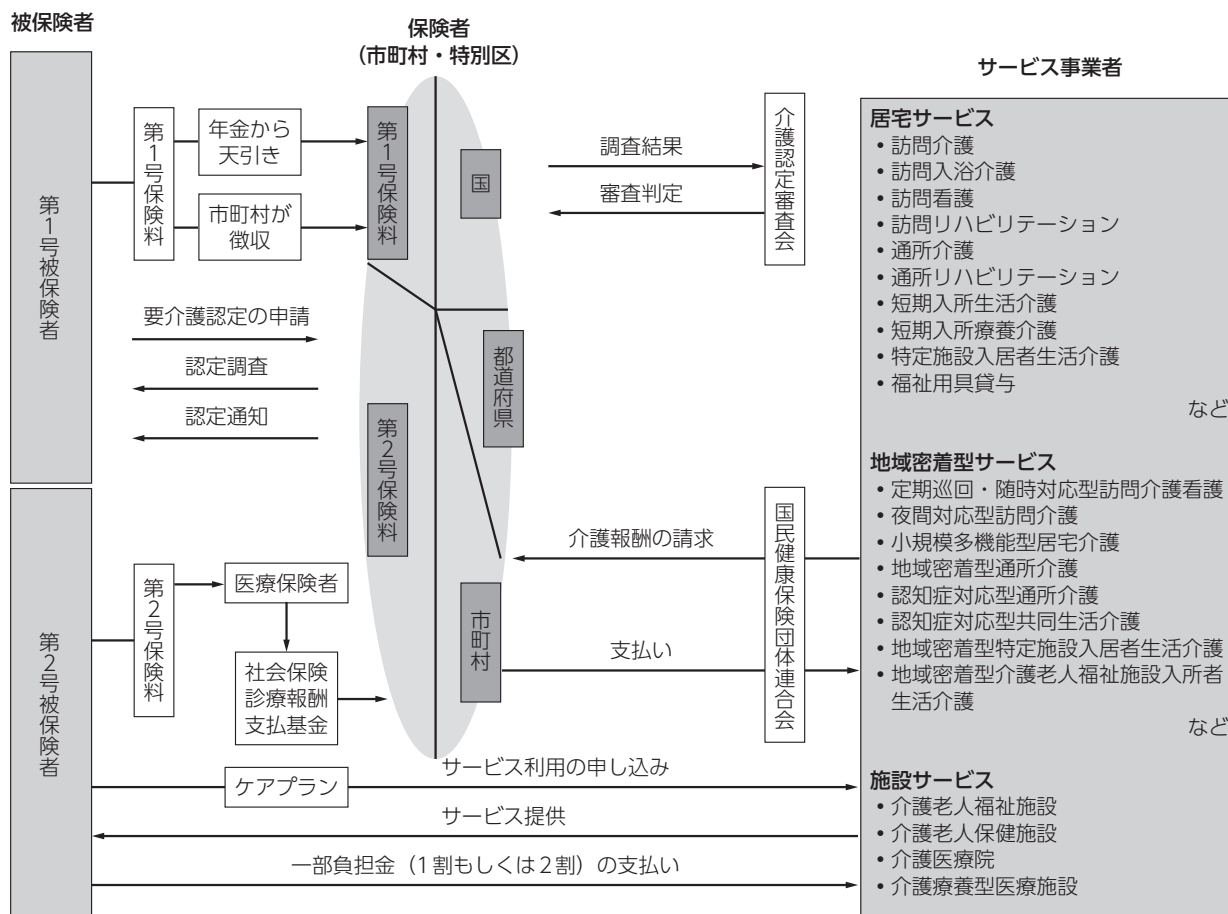 被保険者
保険者
(市町村・特別区)
サービス事業者
第1号被保険者
第1号保険料
年金から
天引き
市町村が
徴収
第1号保険料
国
調査結果
審査判定
介護認定審査会
要介護認定の申請
認定調査
認定通知
都道府県
第2号保険料
第2号被保険者
第2号保険料
医療保険者
社会保険
診療報酬
支払基金
市町村
介護報酬の請求
支払い
国民健康保険団体連合会
ケアプラン
サービス利用の申し込み
サービス提供
一部負担金(1割もしくは2割)の支払い
居宅サービス
• 訪問介護
• 訪問入浴介護
• 訪問看護
• 訪問リハビリテーション
• 通所介護
• 通所リハビリテーション
• 短期入所生活介護
• 短期入所療養介護
• 特定施設入居者生活介護
• 福祉用具貸与
など
地域密着型サービス
• 定期巡回・随時対応型訪問介護看護
• 夜間対応型訪問介護
• 小規模多機能型居宅介護
• 地域密着型通所介護
• 認知症対応型通所介護
• 認知症対応型共同生活介護
• 地域密着型特定施設入居者生活介護
• 地域密着型介護老人福祉施設入所者
生活介護
など
施設サービス
• 介護老人福祉施設
• 介護老人保健施設
• 介護医療院
• 介護療養型医療施設